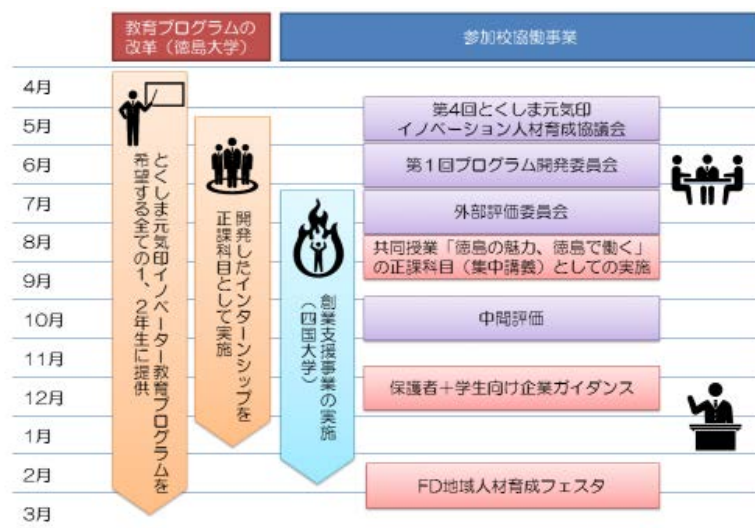 教育プログラムの
改革（徳島大学）
参加校協働事業
4月
5月
6月
7月
8月
9月
10月
11月
12月
1月
2月
3月
とくしま元気印イノベーター教育プログラムを
希望する全ての1、2年生に提供
開発したインターンシップを
正課科目として実施
創業支援事業の実施
（四国大学）
第4回とくしま元気印
イノベーション人材育成協議会
第1回プログラム開発委員会
外部評価委員会
共同授業「徳島の魅力、徳島で働く」
の正課科目（集中講義）としての実施
中間評価
保護者＋学生向け企業ガイダンス
FD地域人材育成フェスタ